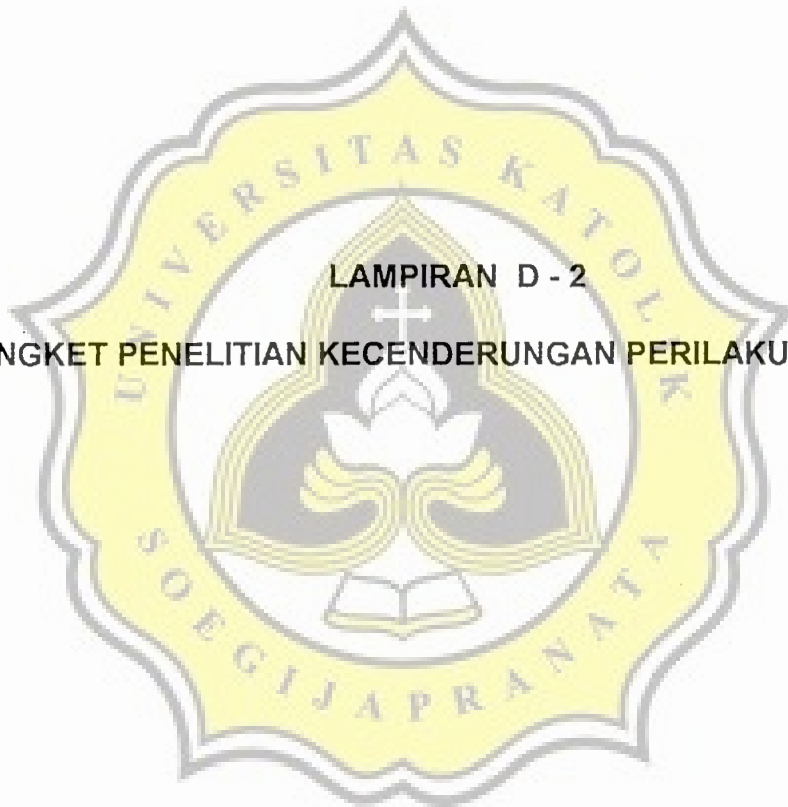 UNIVERSITAS KATOLIK
LAMPIRAN D - 2
NGKET PENELITIAN KECENDERUNGAN PERILAKU
SOEGIJAPRANATA